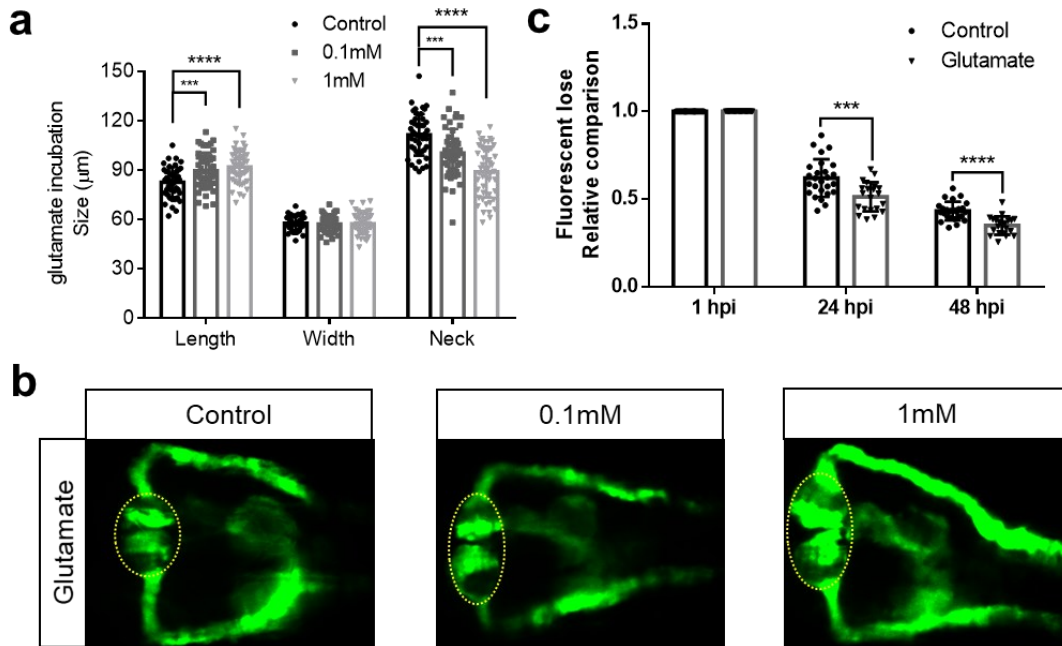 a
glutamate incubation
Size (μm)
150
120
90
60
30
0
Control
0.1mM
1mM
****
***
****
***
Length
Width
Neck
c
Fluorescent lose
Relative comparison
1.5
1.0
0.5
0.0
Control
Glutamate
***
****
1 hpi
24 hpi
48 hpi
b
Control
0.1mM
1mM
Glutamate